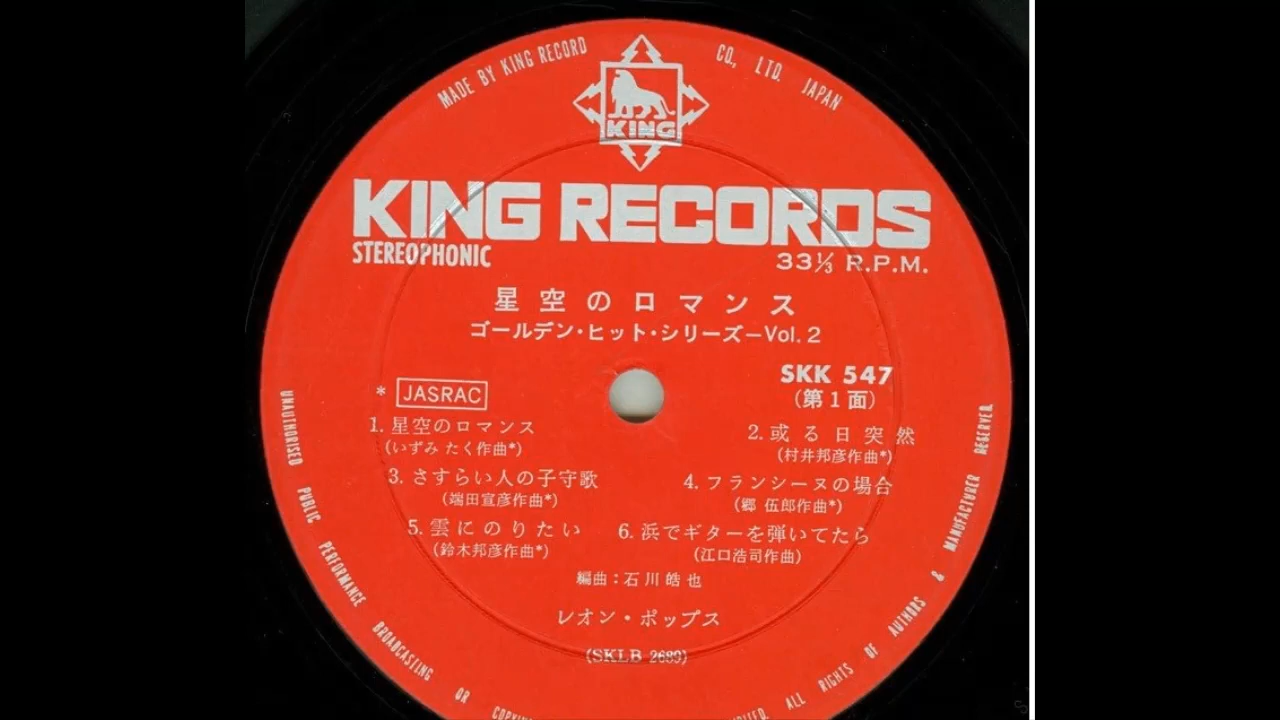 MADE BY KING RECORD CO., LTD. JAPAN
KING
KING RECORDS
STEREOPHONIC
33⅓ R.P.M.
星空のロマンス
ゴールデン・ヒット・シリーズ－Vol. 2
SKK 547
* JASRAC
(第1面)
1. 星空のロマンス
(いずみ たく作曲*)
2. 或る日突然
(村井邦彦作曲*)
3. さすらい人の子守歌
(端田宣彦作曲*)
4. フランシーヌの場合
(郷 伍郎作曲*)
5. 雲にのりたい
(鈴木邦彦作曲*)
6. 浜でギターを弾いてたら
(江口浩司作曲)
編曲：石川皓也
レオン・ポップス
(SKLB 2689)
UNAUTHORISED PUBLIC PERFORMANCE BROADCASTING OR
ALL RIGHTS OF AUTHORS & MANUFACTURER RESERVED.